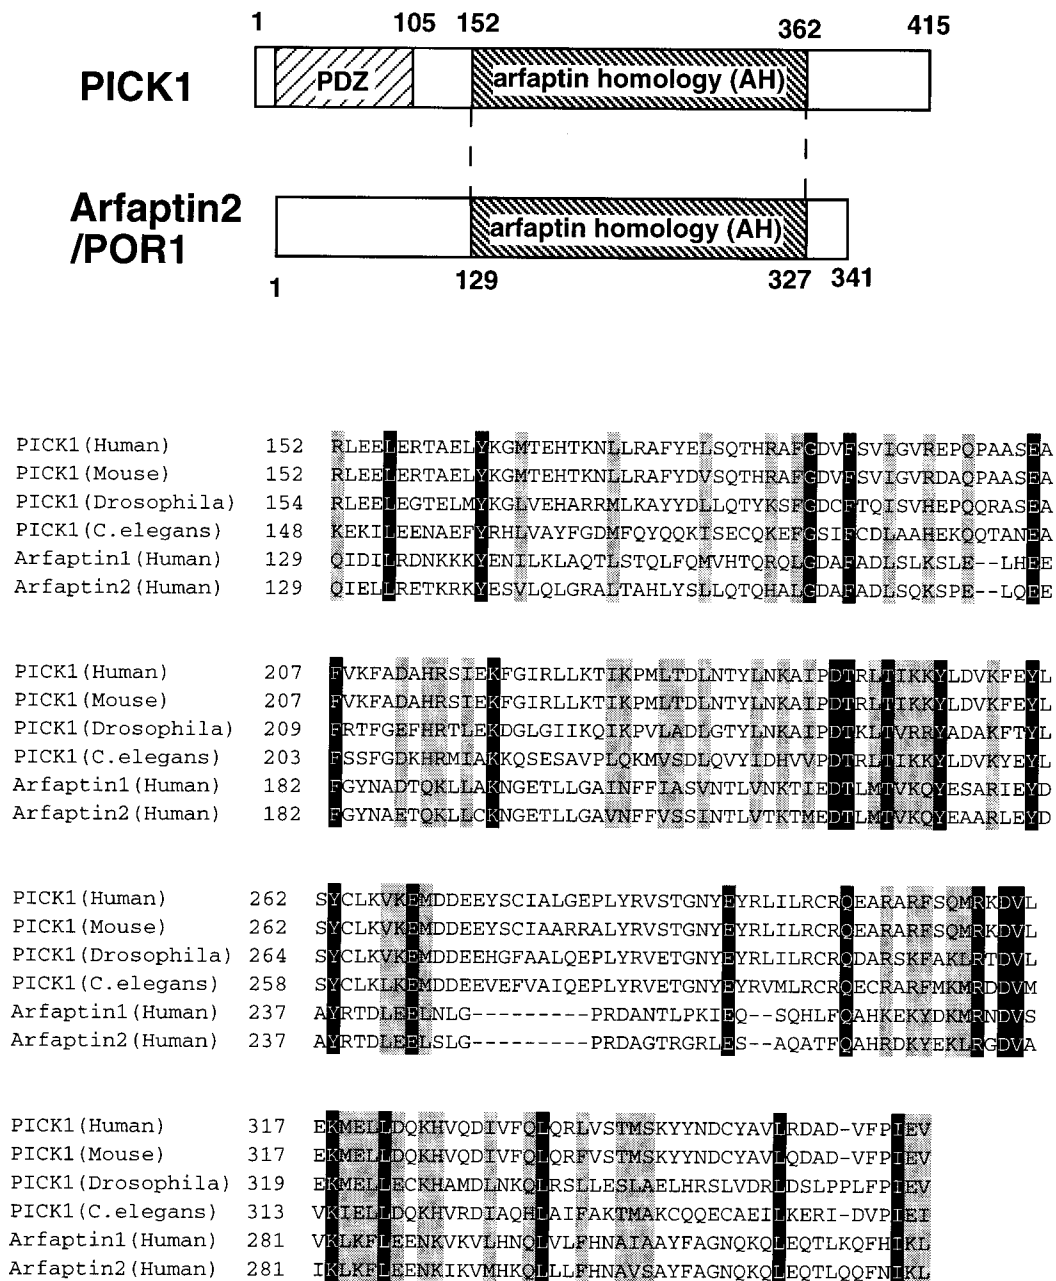 1 105 152 362 415
PICK1 PDZ arfaptin homology (AH)
Arfaptin2
/POR1 arfaptin homology (AH)
1 129 327 341
PICK1(Human) 152 RLEELERTAELYKGMTEHTKNLLRAFYELSQTHRAFGDVFSVIGVREPQPAASEA
PICK1(Mouse) 152 RLEELERTAELYKGMTEHTKNLLRAFYDVSQTHRAFGDVFSVIGVRDAQPAASEA
PICK1(Drosophila) 154 RLEELEGTELMYKGLVEHARRMLKAYYDLLQTYKSFGDCFTQISVHEPQQRASEA
PICK1(C.elegans) 148 KEKILEENAEFYRHLVAYFGDMFQYQQKISECQKEFGSIFCDLAAHEKQQTANEA
Arfaptin1(Human) 129 QIDILRDNKKKYENILKLAQTLSTQLFQMVHTQRQLGDAFADLSLKSLE--LHEE
Arfaptin2(Human) 129 QIELLRETKRKYESVLQLGRALTAHLYSLLQTQHALGDAFADLSQKSPE--LQEE
PICK1(Human) 207 FVKFADAHRSIEKFGIRLLKTIKPMLTDLNTYLNKAIPDTRLTIKKYLDVKFEYL
PICK1(Mouse) 207 FVKFADAHRSIEKFGIRLLKTIKPMLTDLNTYLNKAIPDTRLTIKKYLDVKFEYL
PICK1(Drosophila) 209 FRTFGEFHRTLEKDGLGIIKQIKPVLADLGTYLNKAIPDTKLTVRRYADAKFTYL
PICK1(C.elegans) 203 FSSFGDKHRMIAKKQSESAVPLQKMVSDLQVYIDHVVPDTRLTIKKYLDVKYEYL
Arfaptin1(Human) 182 FGYNADTQKLLAKNGETLLGAINFFIASVNTLVNKTIEDTLMTVKQYESARIEYD
Arfaptin2(Human) 182 FGYNAETQKLLCKNGETLLGAVNFFVSSINTLVTKTMEDTLMTVKQYEAARLEYD
PICK1(Human) 262 SYCLKVKEMDDEEYSCIALGEPLYRVSTGNYEYRLILRCRQEARARFSQMRKDVL
PICK1(Mouse) 262 SYCLKVKEMDDEEYSCIAARRALYRVSTGNYEYRLILRCRQEARARFSQMRKDVL
PICK1(Drosophila) 264 SYCLKVKEMDDEEHGFAALQEPLYRVETGNYEYRLILRCRQDARSKFAKLRTDVL
PICK1(C.elegans) 258 SYCLKLKEMDDEEVEFVAIQEPLYRVETGNYEYRVMLRCRQECRARFMKMRDDVM
Arfaptin1(Human) 237 AYRTDLEELNLG---------PRDANTLPKIEQ--SQHLFQAHKEKYDKMRNDVS
Arfaptin2(Human) 237 AYRTDLEELSLG---------PRDAGTRGRLES--AQATFQAHRDKYEKLRGDVA
PICK1(Human) 317 EKMELLDQKHVQDIVFQLQRLVSTMSKYYNDCYAVLRDAD-VFPIEV
PICK1(Mouse) 317 EKMELLDQKHVQDIVFQLQRFVSTMSKYYNDCYAVLQDAD-VFPIEV
PICK1(Drosophila) 319 EKMELLECKHAMDLNKQLRSLLESLAELHRSLVDRLDSLPPLFPIEV
PICK1(C.elegans) 313 VKIELLDQKHVRDIAQHLAIFAKTMAKCQQECAEILKERI-DVPIEI
Arfaptin1(Human) 281 VKLKFLEENKVKVLHNQLVLFHNAIAAYFAGNQKQLEQTLKQFHIKL
Arfaptin2(Human) 281 IKLKFLEENKIKVMHKQLLLFHNAVSAYFAGNQKQLEQTLQQFNIKL